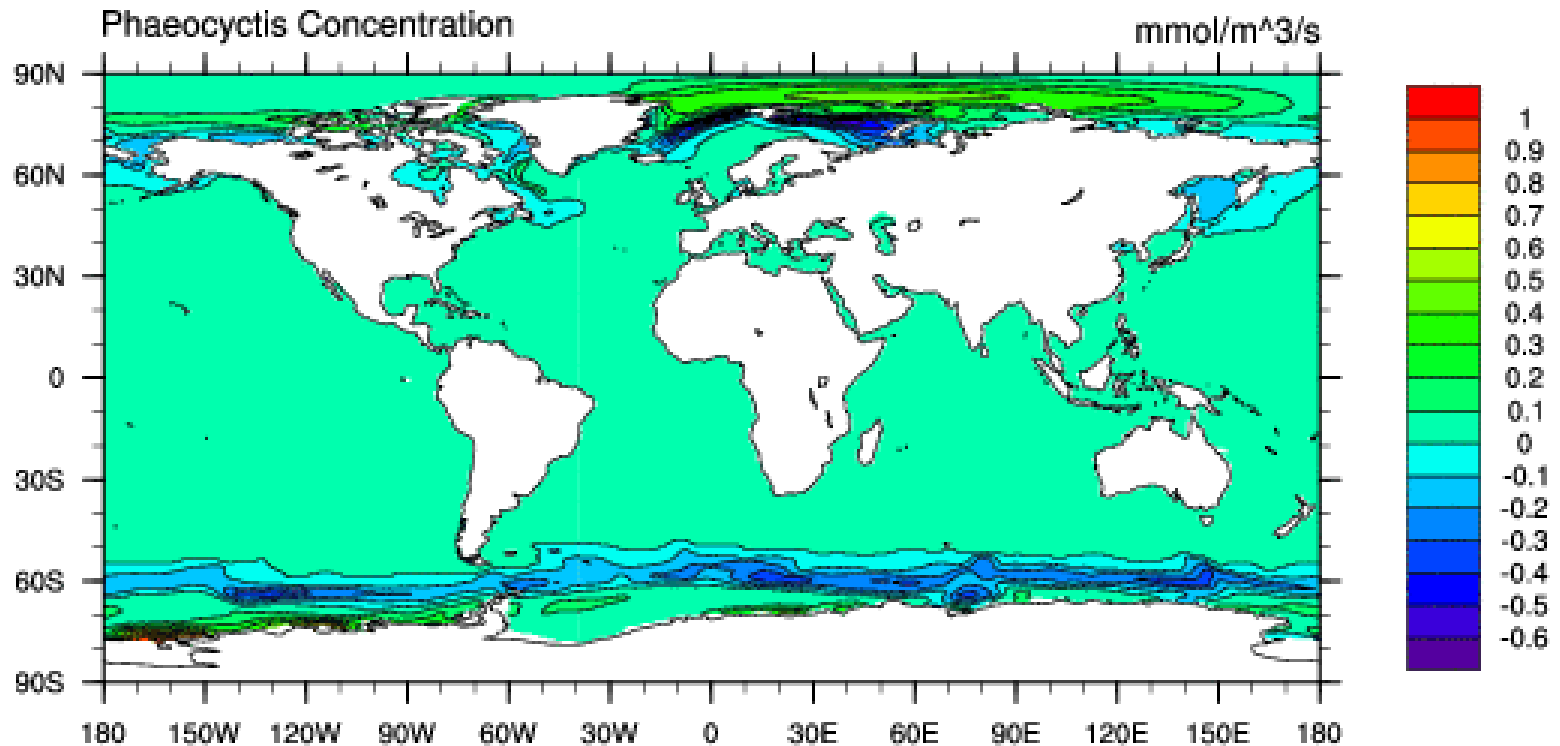 Phaeocyctis Concentration
mmol/m^3/s
90N
60N
30N
0
30S
60S
90S
180 150W 120W 90W 60W 30W 0 30E 60E 90E 120E 150E 180
1
0.9
0.8
0.7
0.6
0.5
0.4
0.3
0.2
0.1
0
-0.1
-0.2
-0.3
-0.4
-0.5
-0.6